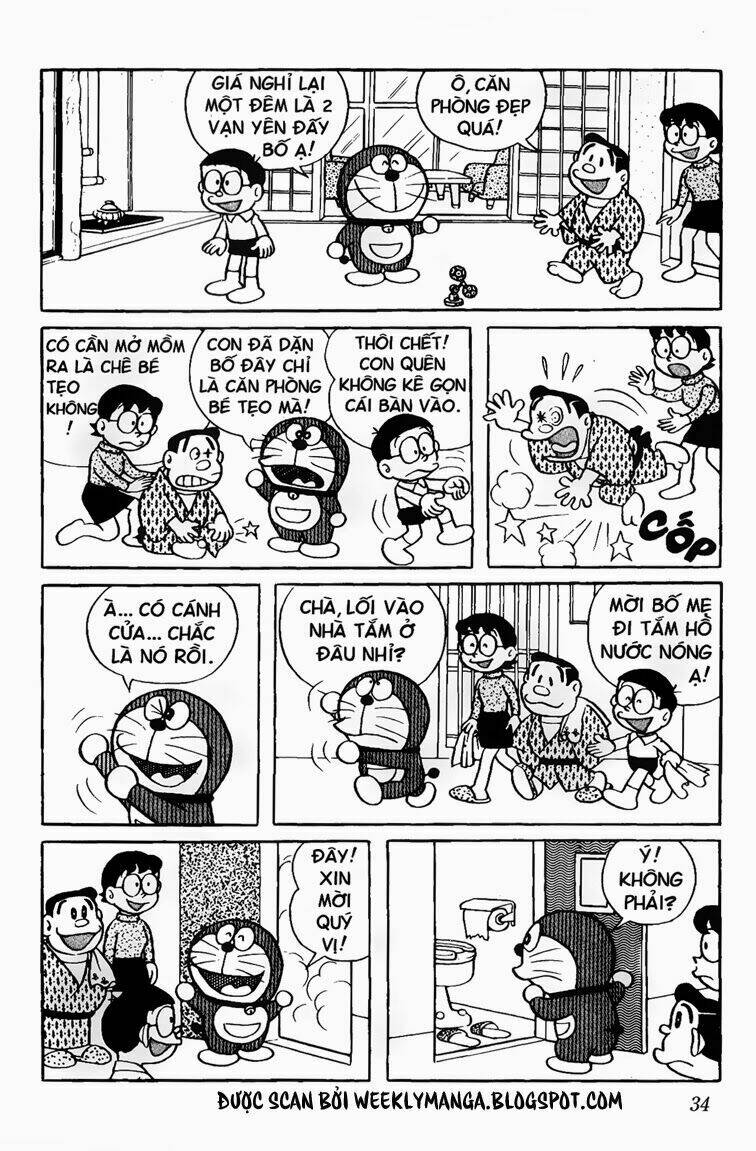 Ô, CĂN
PHÒNG ĐẸP
QUÁ!
GIÁ NGHỈ LẠI
MỘT ĐÊM LÀ 2
VẠN YÊN ĐẤY
BỐ Ạ!
CỐP
THÔI CHẾT!
CON QUÊN
KHÔNG KÊ GỌN
CÁI BÀN VÀO.
CON ĐÃ DẶN
BỐ ĐÂY CHỈ
LÀ CĂN PHÒNG
BÉ TẸO MÀ!
CÓ CẦN MỞ MỒM
RA LÀ CHÊ BÉ
TẸO
KHÔNG
!
MỜI BỐ MẸ
ĐI TẮM HỒ
NƯỚC NÓNG
Ạ!
CHÀ, LỐI VÀO
NHÀ TẮM Ở
ĐÂU NHỈ?
À... CÓ CÁNH
CỬA... CHẮC
LÀ NÓ RỒI.
Ý!
KHÔNG
PHẢI?
ĐÂY!
XIN
MỜI
QUÝ
VỊ!
ĐƯỢC SCAN BỞI WEEKLYMANGA.BLOGSPOT.COM
34